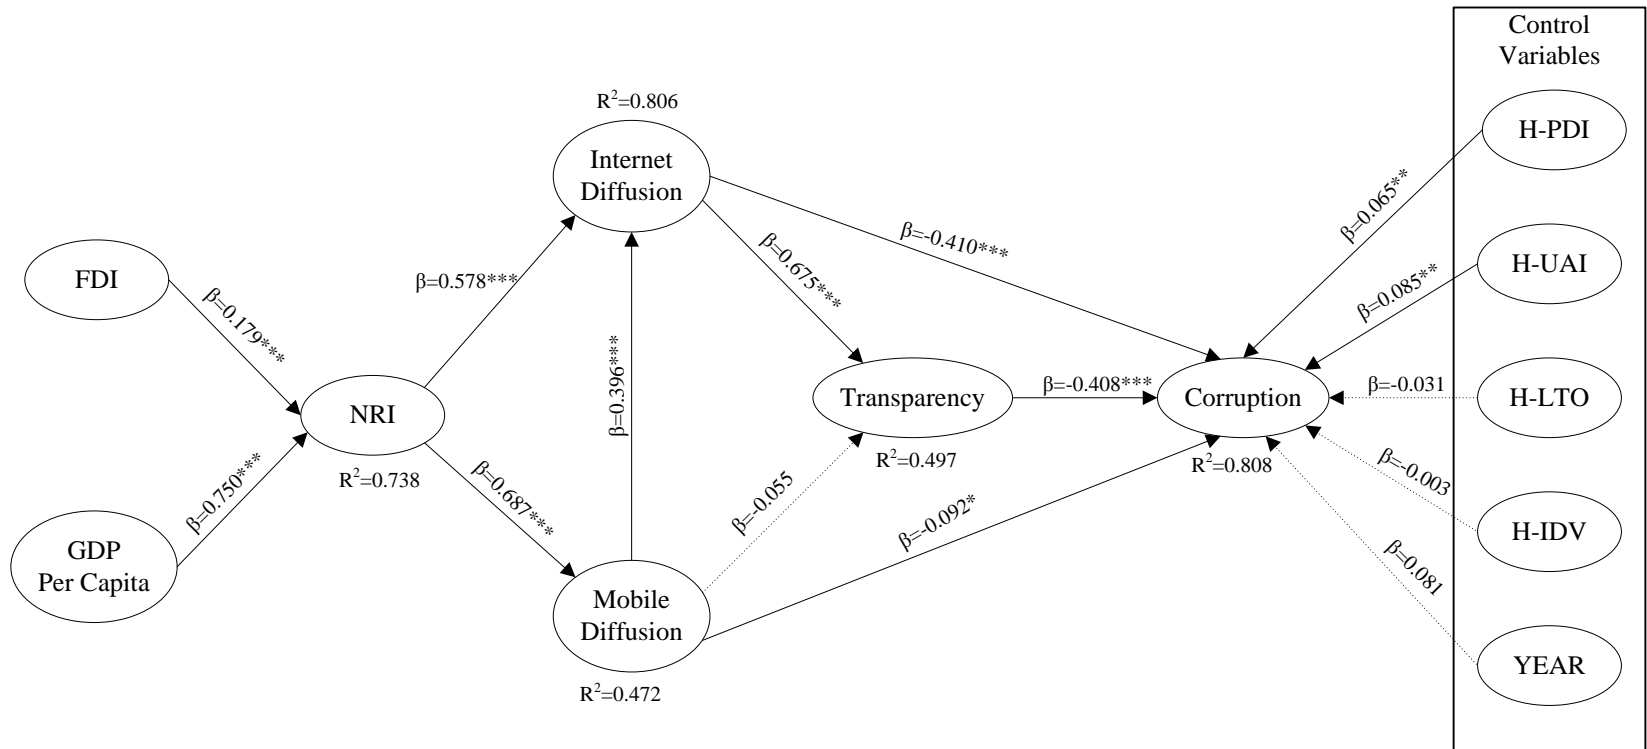 Control
Variables
H-PDI
R²=0.806
Internet
Diffusion
β=0.065**
β=-0.410***
β=0.675***
H-UAI
FDI
β=0.578***
β=0.179***
β=0.085**
β=0.396***
Transparency
β=-0.408***
Corruption
β=-0.031
H-LTO
NRI
R²=0.738
R²=0.497
R²=0.808
β=0.750***
β=0.687***
β=-0.055
β=-0.092*
β=-0.003
H-IDV
GDP
Per Capita
β=0.081
Mobile
Diffusion
R²=0.472
YEAR